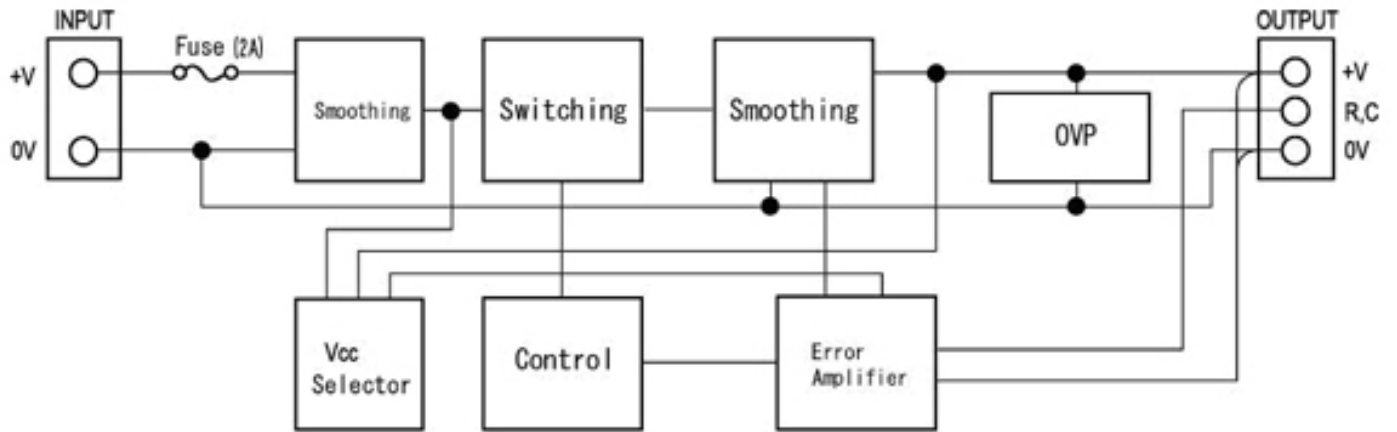 INPUT
OUTPUT
Fuse (2A)
+V
0V
Smoothing
Switching
Smoothing
OVP
+V
R,C
0V
Vcc
Selector
Control
Error
Amplifier